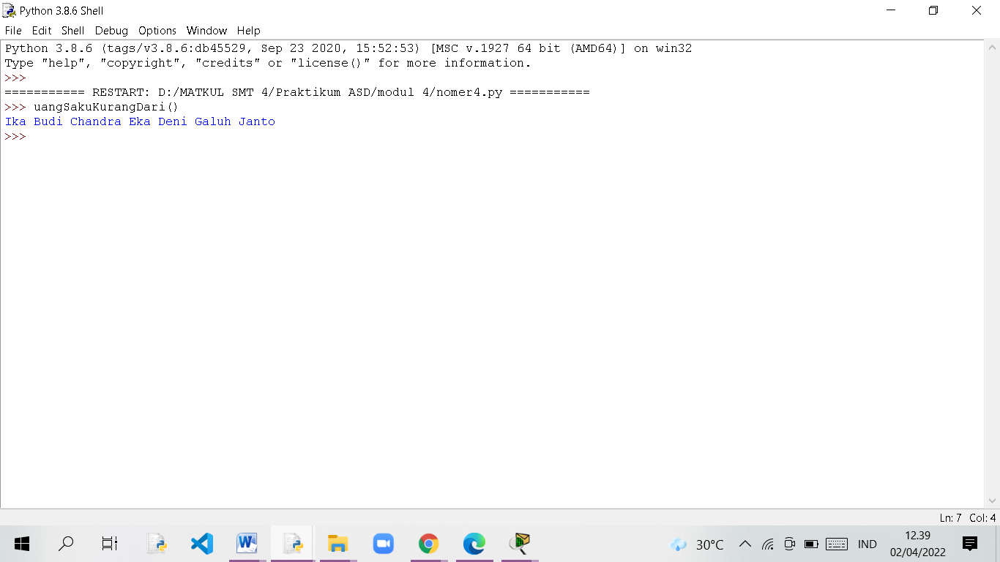 Python 3.8.6 Shell
File Edit Shell Debug Options Window Help
Python 3.8.6 (tags/v3.8.6:db45529, Sep 23 2020, 15:52:53) [MSC v.1927 64 bit (AMD64)] on win32
Type "help", "copyright", "credits" or "license()" for more information.
>>>
=========== RESTART: D:/MATKUL SMT 4/Praktikum ASD/modul 4/nomer4.py ===========
>>> uangSakuKurangDari()
Ika Budi Chandra Eka Deni Galuh Janto
>>>
Ln: 7 Col: 4
30°C IND 12.39
02/04/2022